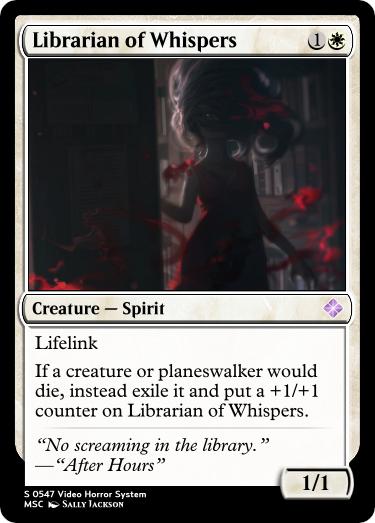 Librarian of Whispers 1
Creature — Spirit
Lifelink
If a creature or planeswalker would
die, instead exile it and put a +1/+1
counter on Librarian of Whispers.
“No screaming in the library.”
—“After Hours”
1/1
S 0547 Video Horror System
MSC Sally Jackson